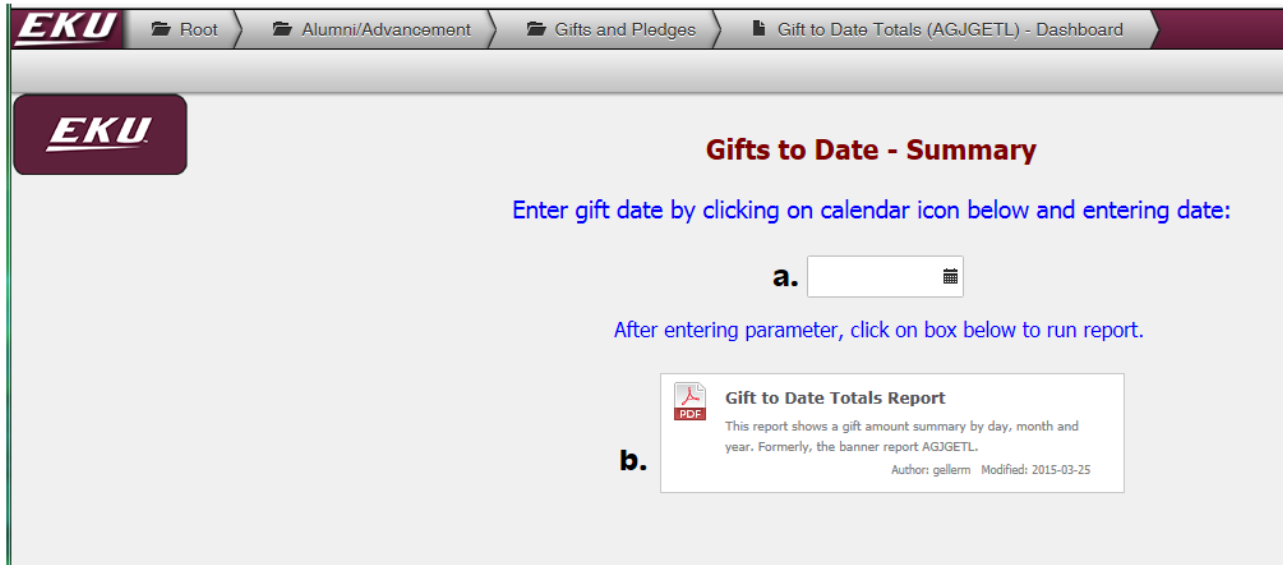 EKU Root Alumni/Advancement Gifts and Pledges Gift to Date Totals (AGJGETL) - Dashboard
EKU
Gifts to Date - Summary
Enter gift date by clicking on calendar icon below and entering date:
a.
After entering parameter, click on box below to run report.
Gift to Date Totals Report
PDF
This report shows a gift amount summary by day, month and
year. Formerly, the banner report AGJGETL.
b.
Author: gellerm Modified: 2015-03-25